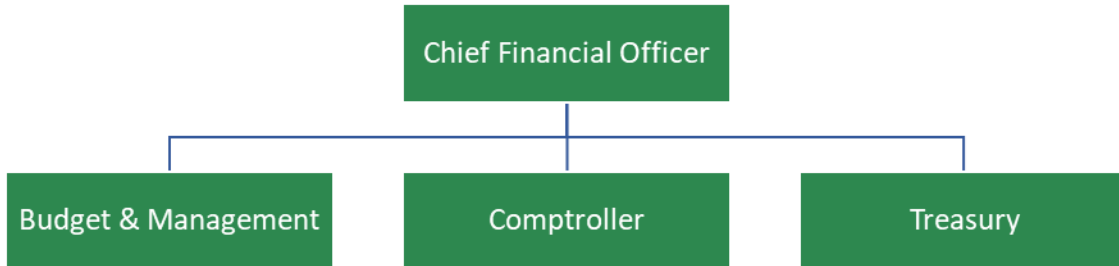 Chief Financial Officer
Budget & Management
Comptroller
Treasury